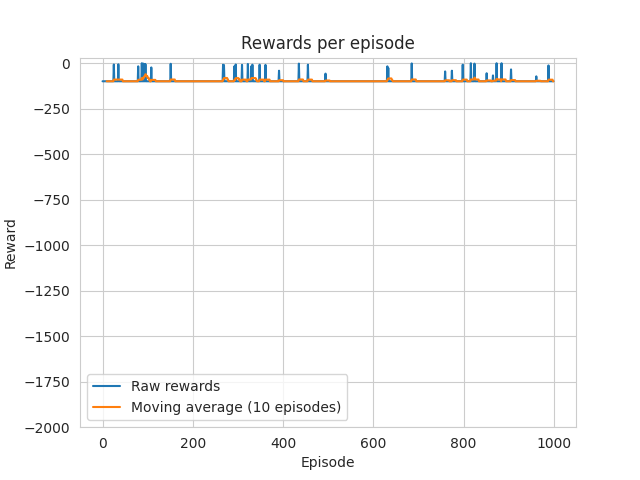 Rewards per episode
0
−250
−500
−750
−1000
−1250
−1500
−1750
−2000
Reward
Raw rewards
Moving average (10 episodes)
0 200 400 600 800 1000
Episode